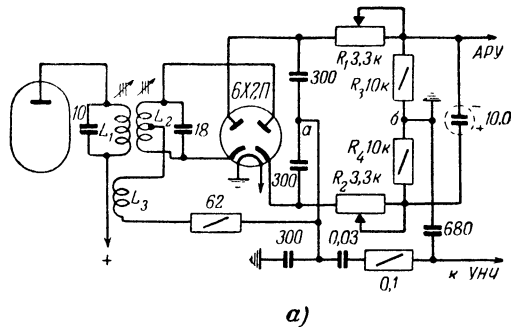 R₁ 3,3к
АРУ
6Х2П
300
R₃ 10к
10
L₁
L₂
18
а
б
10.0
+
300
R₄ 10к
R₂ 3,3к
L₃
62
680
+
300
0,03
0,1
к УНЧ
а)